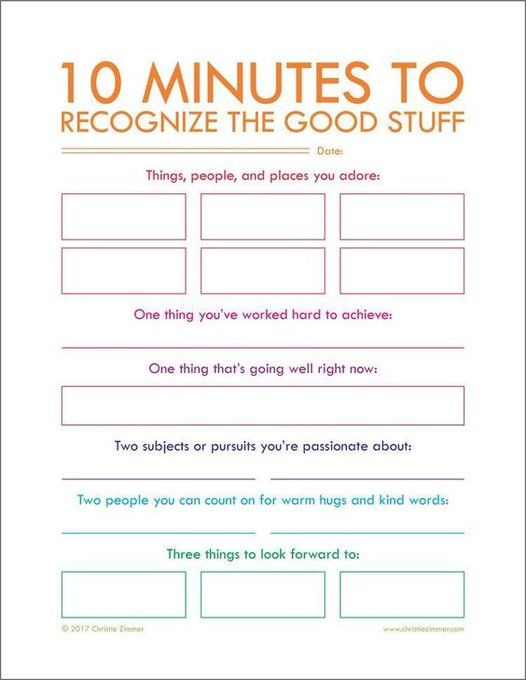 10 MINUTES TO
RECOGNIZE THE GOOD STUFF
Date:
Things, people, and places you adore:
One thing you've worked hard to achieve:
One thing that's going well right now:
Two subjects or pursuits you're passionate about:
Two people you can count on for warm hugs and kind words:
Three things to look forward to:
© 2017 Christie Zimmer
www.christiezimmer.com